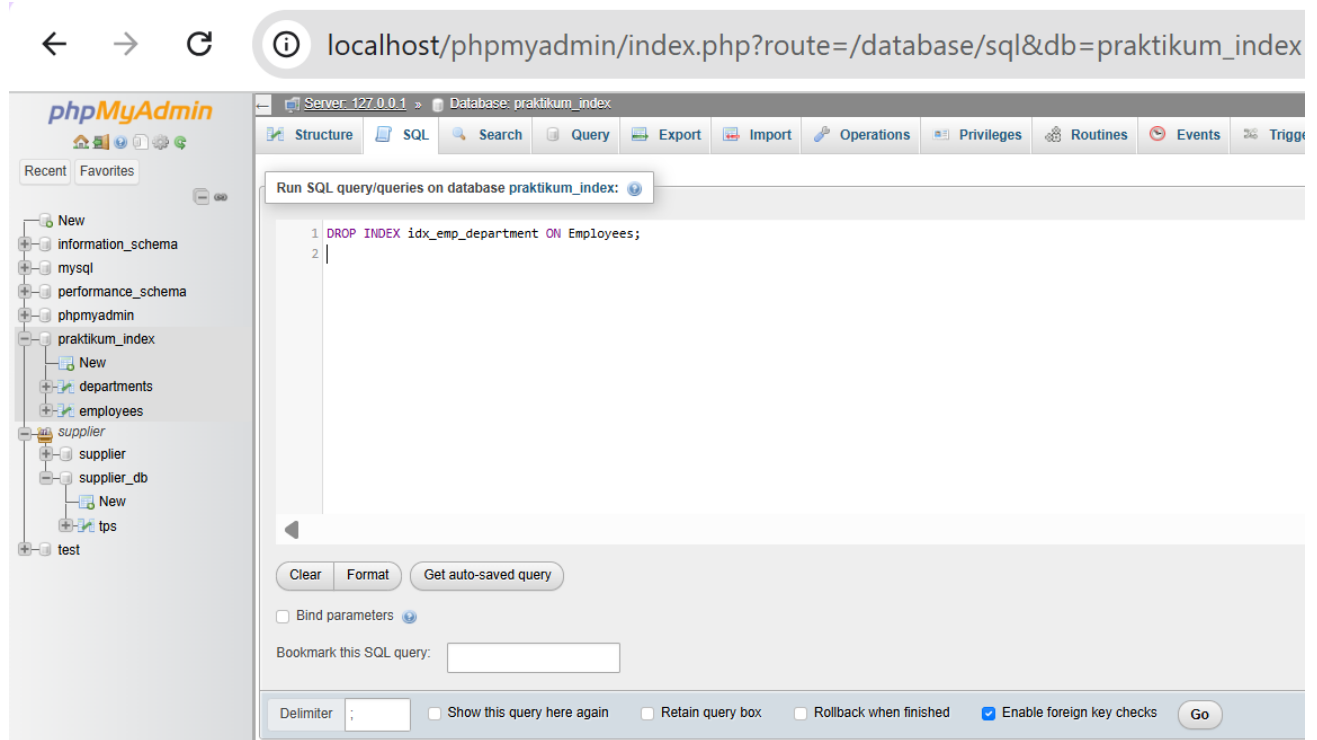 localhost/phpmyadmin/index.php?route=/database/sql&db=praktikum_index
phpMyAdmin
Recent Favorites
New
information_schema
mysql
performance_schema
phpmyadmin
praktikum_index
New
departments
employees
supplier
supplier
supplier_db
New
tps
test
Server: 127.0.0.1 » Database: praktikum_index
Structure SQL Search Query Export Import Operations Privileges Routines Events Trigge
Run SQL query/queries on database praktikum_index:
1 DROP INDEX idx_emp_department ON Employees;
2
Clear Format Get auto-saved query
Bind parameters
Bookmark this SQL query:
Delimiter ; Show this query here again Retain query box Rollback when finished Enable foreign key checks Go